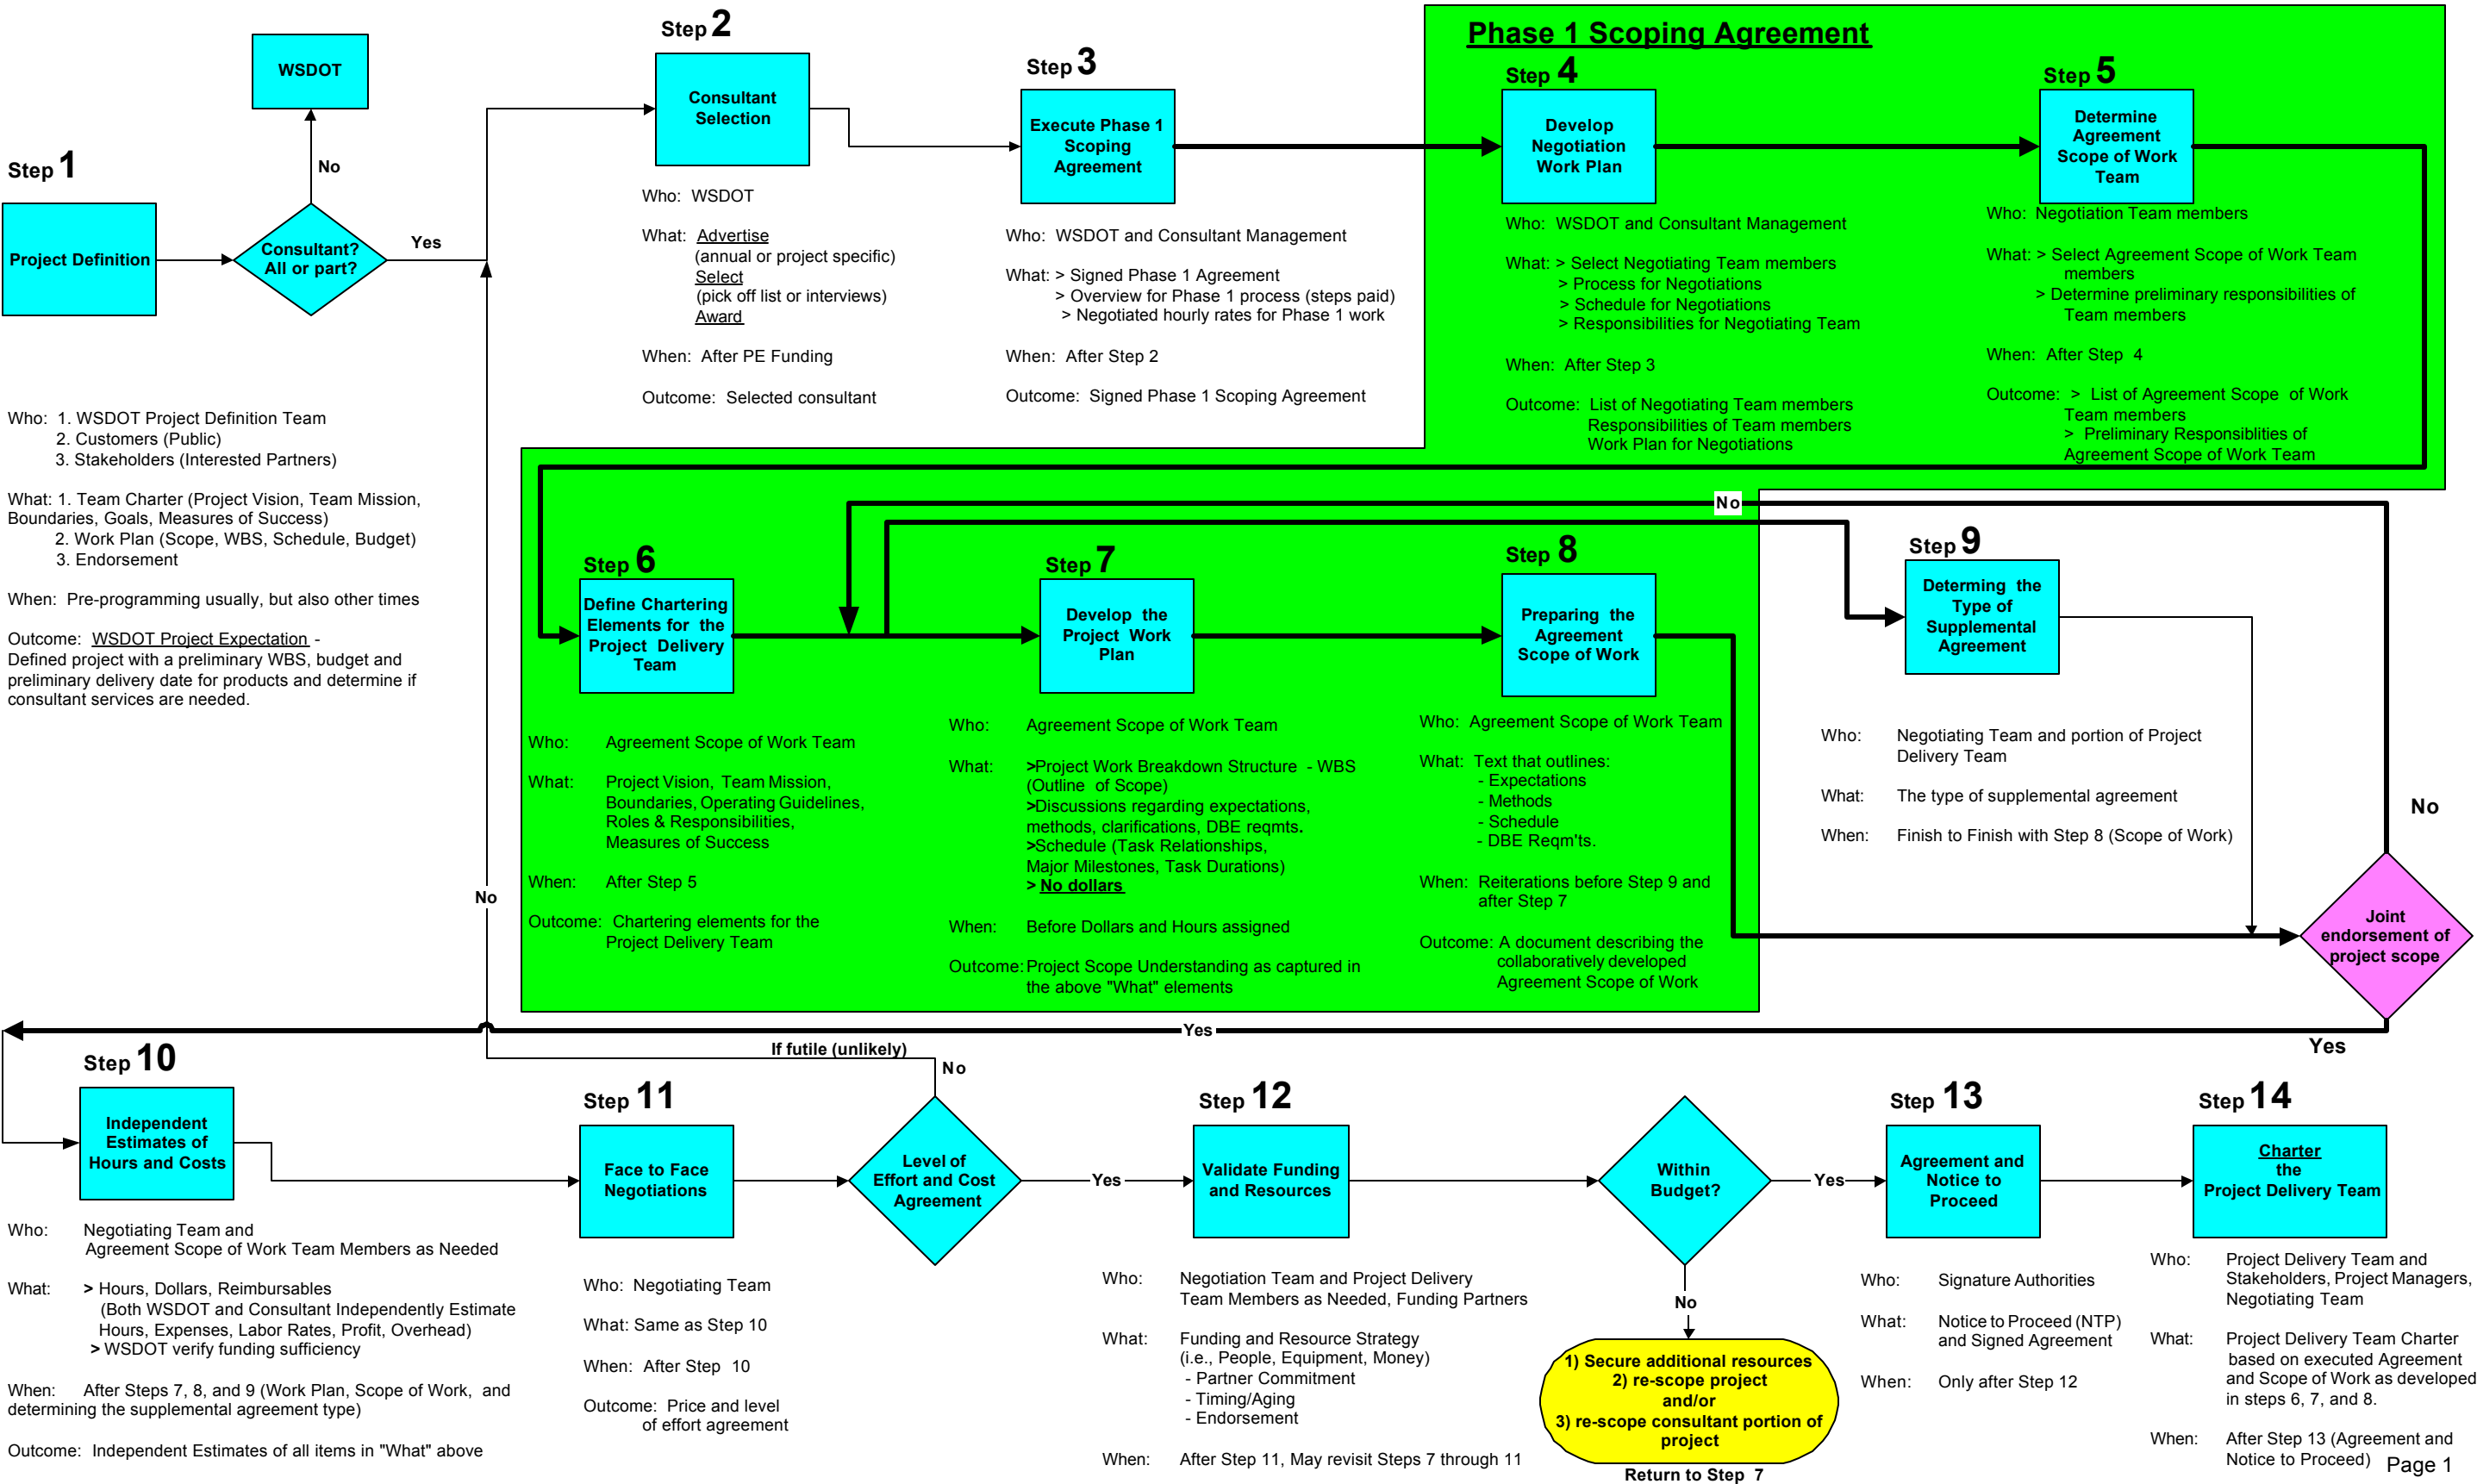 Step 1
Project Definition
Who: 1. WSDOT Project Definition Team
2. Customers (Public)
3. Stakeholders (Interested Partners)
What: 1. Team Charter (Project Vision, Team Mission,
Boundaries, Goals, Measures of Success)
2. Work Plan (Scope, WBS, Schedule, Budget)
3. Endorsement
When: Pre-programming usually, but also other times
Outcome: WSDOT Project Expectation -
Defined project with a preliminary WBS, budget and
preliminary delivery date for products and determine if
consultant services are needed.
WSDOT
No
Consultant?
All or part?
Yes
Step 2
Consultant
Selection
Who: WSDOT
What: Advertise
(annual or project specific)
Select
(pick off list or interviews)
Award
When: After PE Funding
Outcome: Selected consultant
Step 3
Execute Phase 1
Scoping
Agreement
Who: WSDOT and Consultant Management
What: > Signed Phase 1 Agreement
> Overview for Phase 1 process (steps paid)
> Negotiated hourly rates for Phase 1 work
When: After Step 2
Outcome: Signed Phase 1 Scoping Agreement
Phase 1 Scoping Agreement
Step 4
Develop
Negotiation
Work Plan
Who: WSDOT and Consultant Management
What: > Select Negotiating Team members
> Process for Negotiations
> Schedule for Negotiations
> Responsibilities for Negotiating Team
When: After Step 3
Outcome: List of Negotiating Team members
Responsibilities of Team members
Work Plan for Negotiations
Step 5
Determine
Agreement
Scope of Work
Team
Who: Negotiation Team members
What: > Select Agreement Scope of Work Team
members
> Determine preliminary responsibilities of
Team members
When: After Step 4
Outcome: > List of Agreement Scope of Work
Team members
> Preliminary Responsiblities of
Agreement Scope of Work Team
No
Step 6
Define Chartering
Elements for the
Project Delivery
Team
Who: Agreement Scope of Work Team
What: Project Vision, Team Mission,
Boundaries, Operating Guidelines,
Roles & Responsibilities,
Measures of Success
When: After Step 5
Outcome: Chartering elements for the
Project Delivery Team
Step 7
Develop the
Project Work
Plan
Who: Agreement Scope of Work Team
What: >Project Work Breakdown Structure - WBS
(Outline of Scope)
>Discussions regarding expectations,
methods, clarifications, DBE reqmts.
>Schedule (Task Relationships,
Major Milestones, Task Durations)
> No dollars
When: Before Dollars and Hours assigned
Outcome: Project Scope Understanding as captured in
the above "What" elements
Step 8
Preparing the
Agreement
Scope of Work
Who: Agreement Scope of Work Team
What: Text that outlines:
- Expectations
- Methods
- Schedule
- DBE Reqm'ts.
When: Reiterations before Step 9 and
after Step 7
Outcome: A document describing the
collaboratively developed
Agreement Scope of Work
Step 9
Determing the
Type of
Supplemental
Agreement
Who: Negotiating Team and portion of Project
Delivery Team
What: The type of supplemental agreement
When: Finish to Finish with Step 8 (Scope of Work)
No
Joint
endorsement of
project scope
Yes
Yes
No
If futile (unlikely)
No
Step 10
Independent
Estimates of
Hours and Costs
Who: Negotiating Team and
Agreement Scope of Work Team Members as Needed
What: > Hours, Dollars, Reimbursables
(Both WSDOT and Consultant Independently Estimate
Hours, Expenses, Labor Rates, Profit, Overhead)
> WSDOT verify funding sufficiency
When: After Steps 7, 8, and 9 (Work Plan, Scope of Work, and
determining the supplemental agreement type)
Outcome: Independent Estimates of all items in "What" above
Step 11
Face to Face
Negotiations
Who: Negotiating Team
What: Same as Step 10
When: After Step 10
Outcome: Price and level
of effort agreement
Level of
Effort and Cost
Agreement
Yes
Step 12
Validate Funding
and Resources
Who: Negotiation Team and Project Delivery
Team Members as Needed, Funding Partners
What: Funding and Resource Strategy
(i.e., People, Equipment, Money)
- Partner Commitment
- Timing/Aging
- Endorsement
When: After Step 11, May revisit Steps 7 through 11
Within
Budget?
Yes
No
1) Secure additional resources
2) re-scope project
and/or
3) re-scope consultant portion of
project
Return to Step 7
Step 13
Agreement and
Notice to
Proceed
Who: Signature Authorities
What: Notice to Proceed (NTP)
and Signed Agreement
When: Only after Step 12
Step 14
Charter
the
Project Delivery Team
Who: Project Delivery Team and
Stakeholders, Project Managers,
Negotiating Team
What: Project Delivery Team Charter
based on executed Agreement
and Scope of Work as developed
in steps 6, 7, and 8.
When: After Step 13 (Agreement and
Notice to Proceed)
Page 1